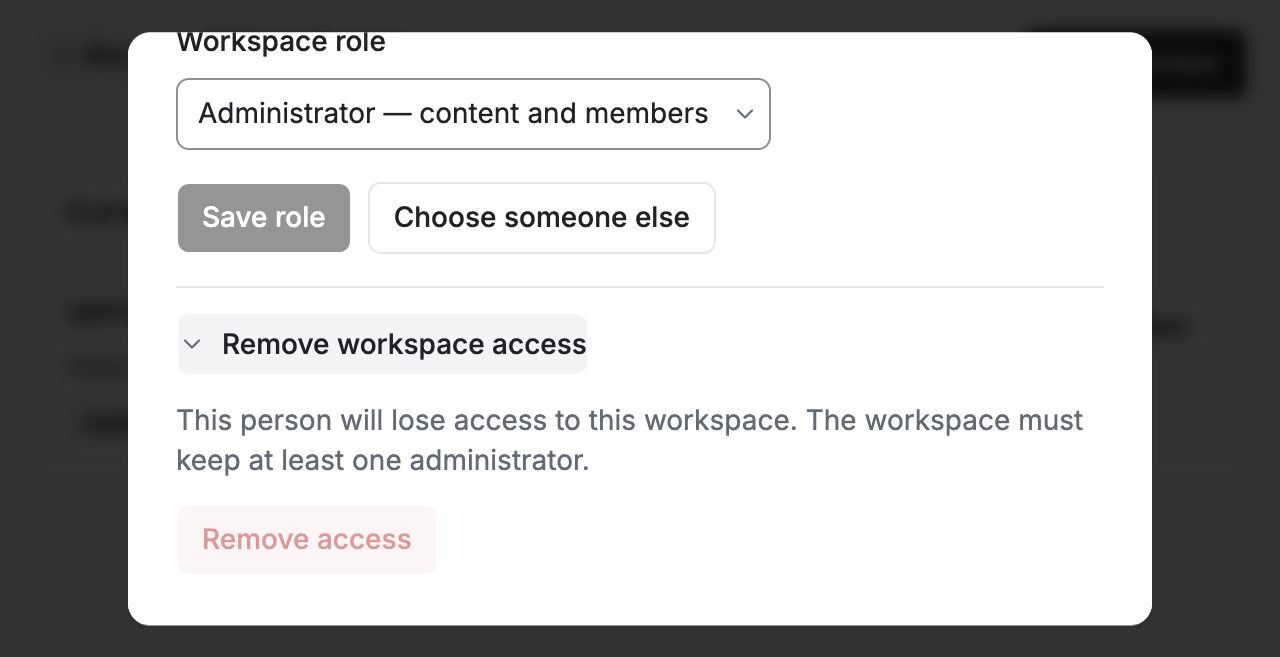 Workspace role
Administrator — content and members
Save role
Choose someone else
Remove workspace access
This person will lose access to this workspace. The workspace must
keep at least one administrator.
Remove access